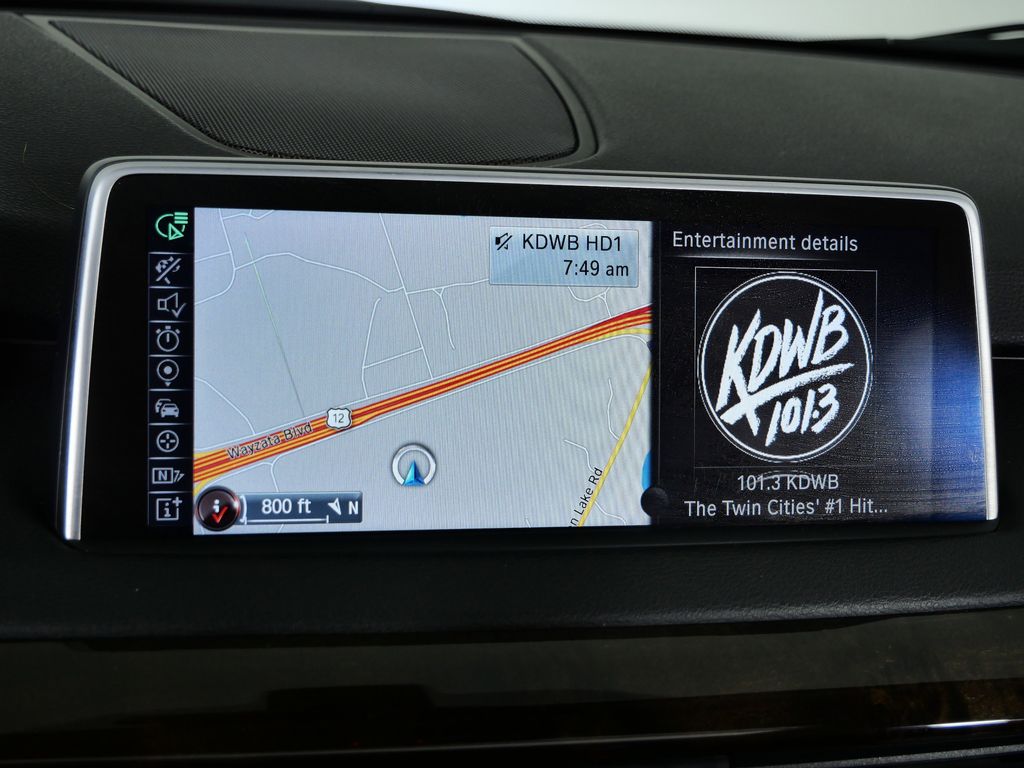 KDWB HD1
7:49 am
Entertainment details
KDWB
101.3
12
Wayzata Blvd
Lake Rd
800 ft
N
N
101.3 KDWB
The Twin Cities' #1 Hit...